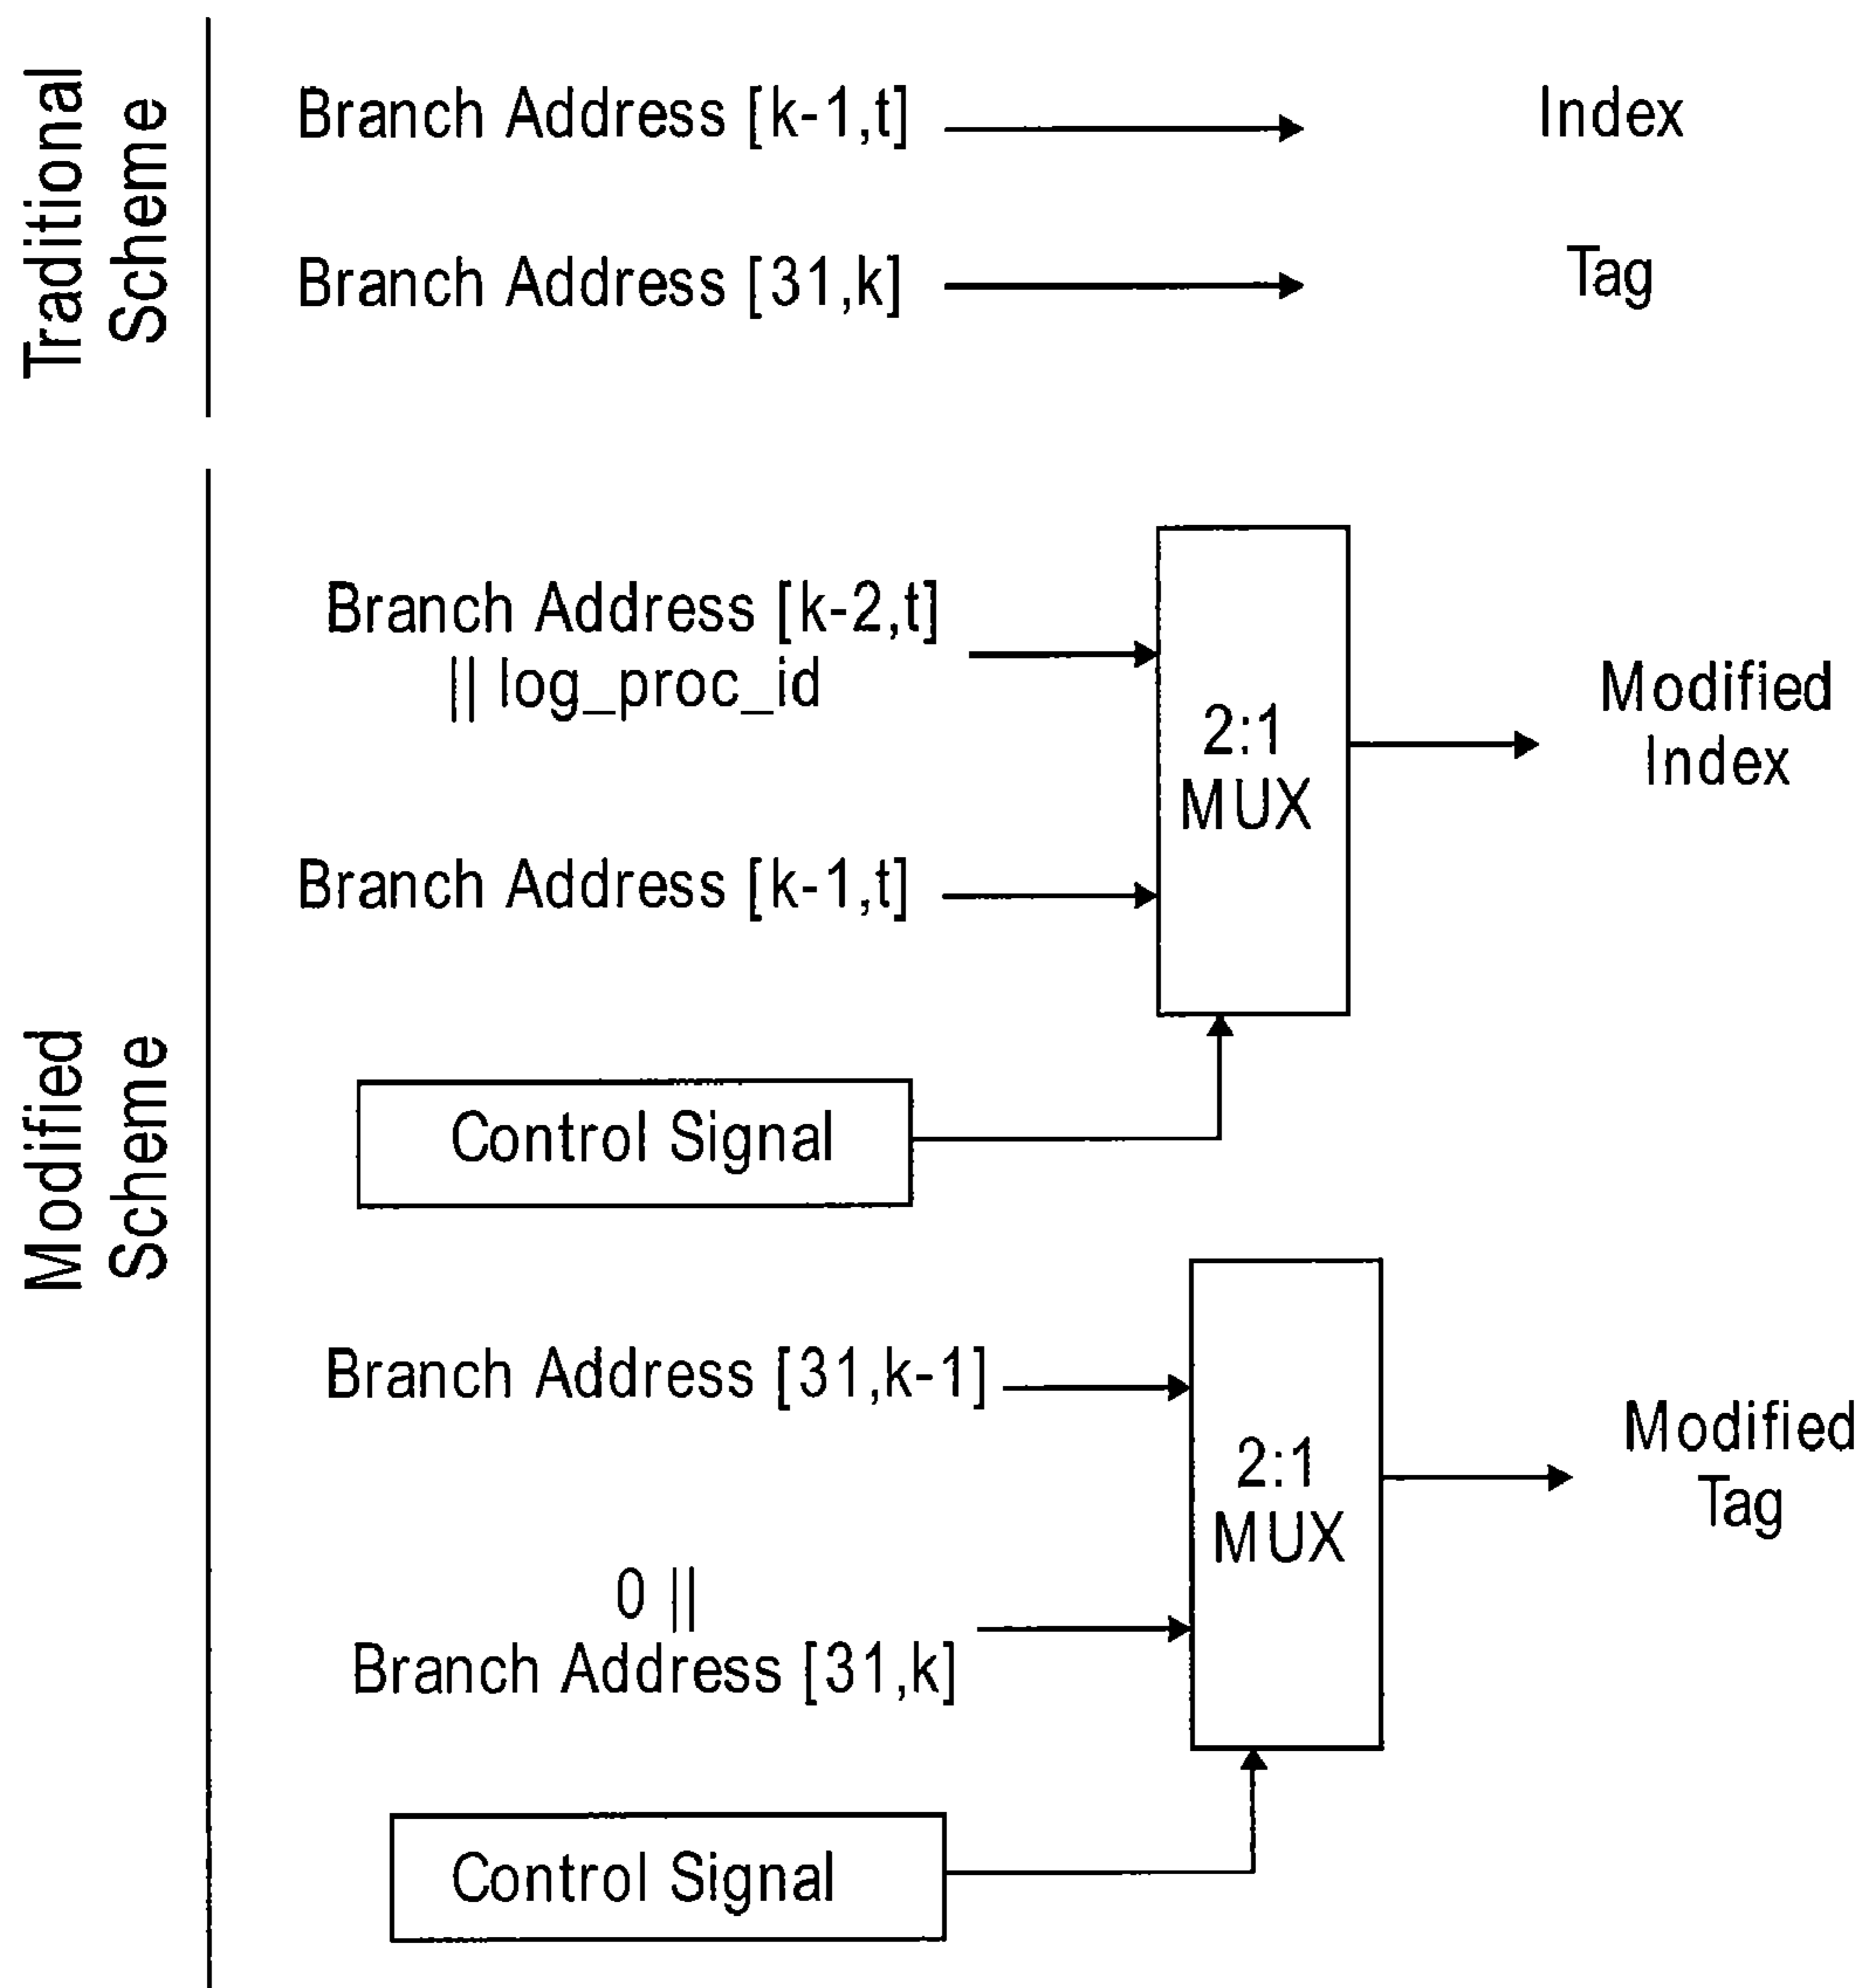 Traditional
Scheme
Branch Address [k-1,t]
Index
Branch Address [31,k]
Tag
Modified
Scheme
Branch Address [k-2,t]
|| log_proc_id
2:1
MUX
Modified
Index
Branch Address [k-1,t]
Control Signal
Branch Address [31,k-1]
2:1
MUX
Modified
Tag
0 ||
Branch Address [31,k]
Control Signal